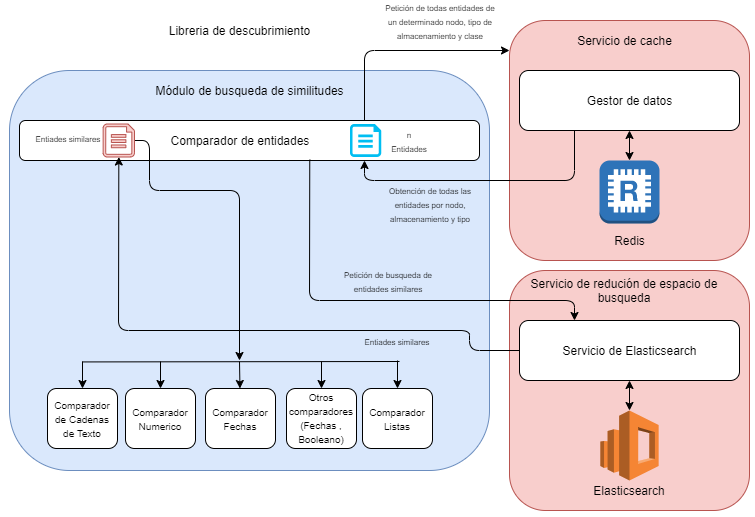 Petición de todas entidades de
un determinado nodo, tipo de
almacenamiento y clase
Libreria de descubrimiento
Servicio de cache
Módulo de busqueda de similitudes
Gestor de datos
Entiades similares
Comparador de entidades
n
Entidades
R
Obtención de todas las
entidades por nodo,
almacenamiento y tipo
Redis
Petición de busqueda de
entidades similares
Servicio de redución de espacio de
busqueda
Entiades similares
Servicio de Elasticsearch
Comparador
de Cadenas
de Texto
Comparador
Numerico
Comparador
Fechas
Otros
comparadores
(Fechas ,
Booleano)
Comparador
Listas
Elasticsearch